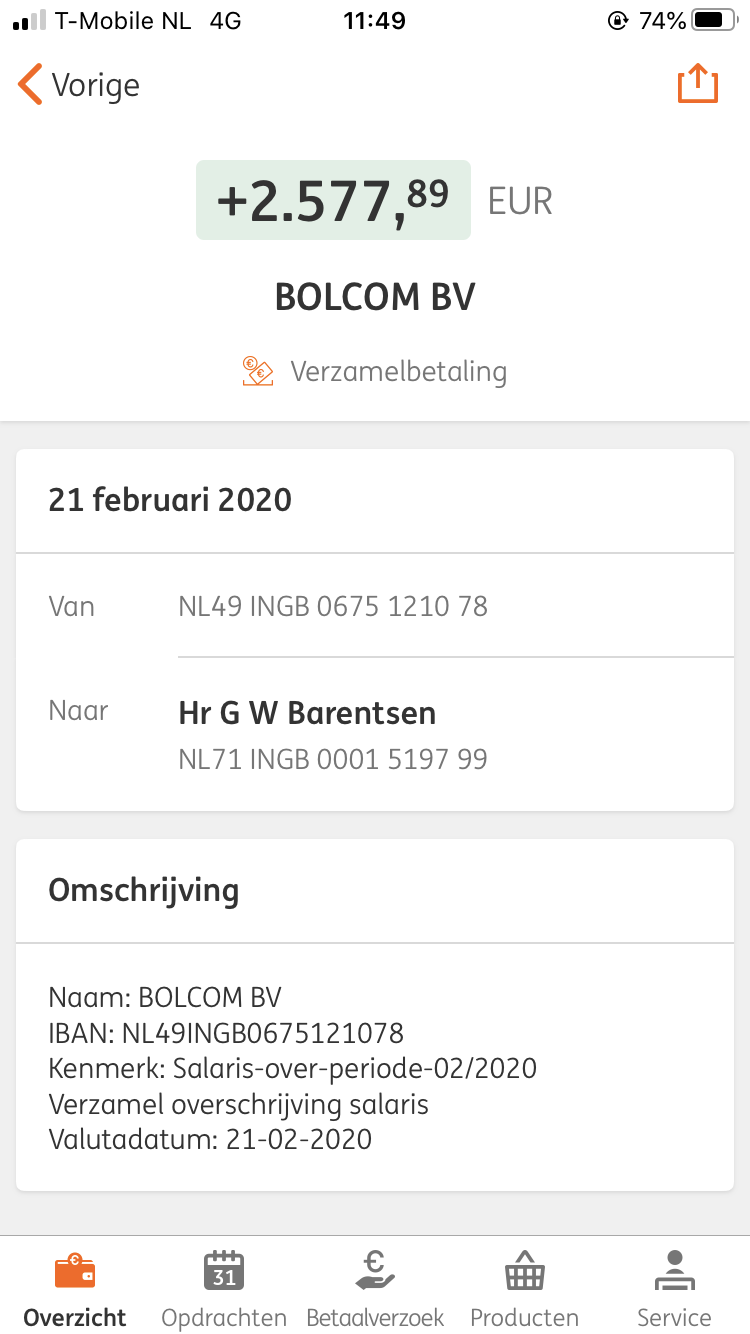 T-Mobile NL 4G 11:49 74%
Vorige
+2.577,89 EUR
BOLCOM BV
Verzamelbetaling
21 februari 2020
Van NL49 INGB 0675 1210 78
Naar Hr G W Barentsen
NL71 INGB 0001 5197 99
Omschrijving
Naam: BOLCOM BV
IBAN: NL49INGB0675121078
Kenmerk: Salaris-over-periode-02/2020
Verzamel overschrijving salaris
Valutadatum: 21-02-2020
31
Overzicht Opdrachten Betaalverzoek Producten Service